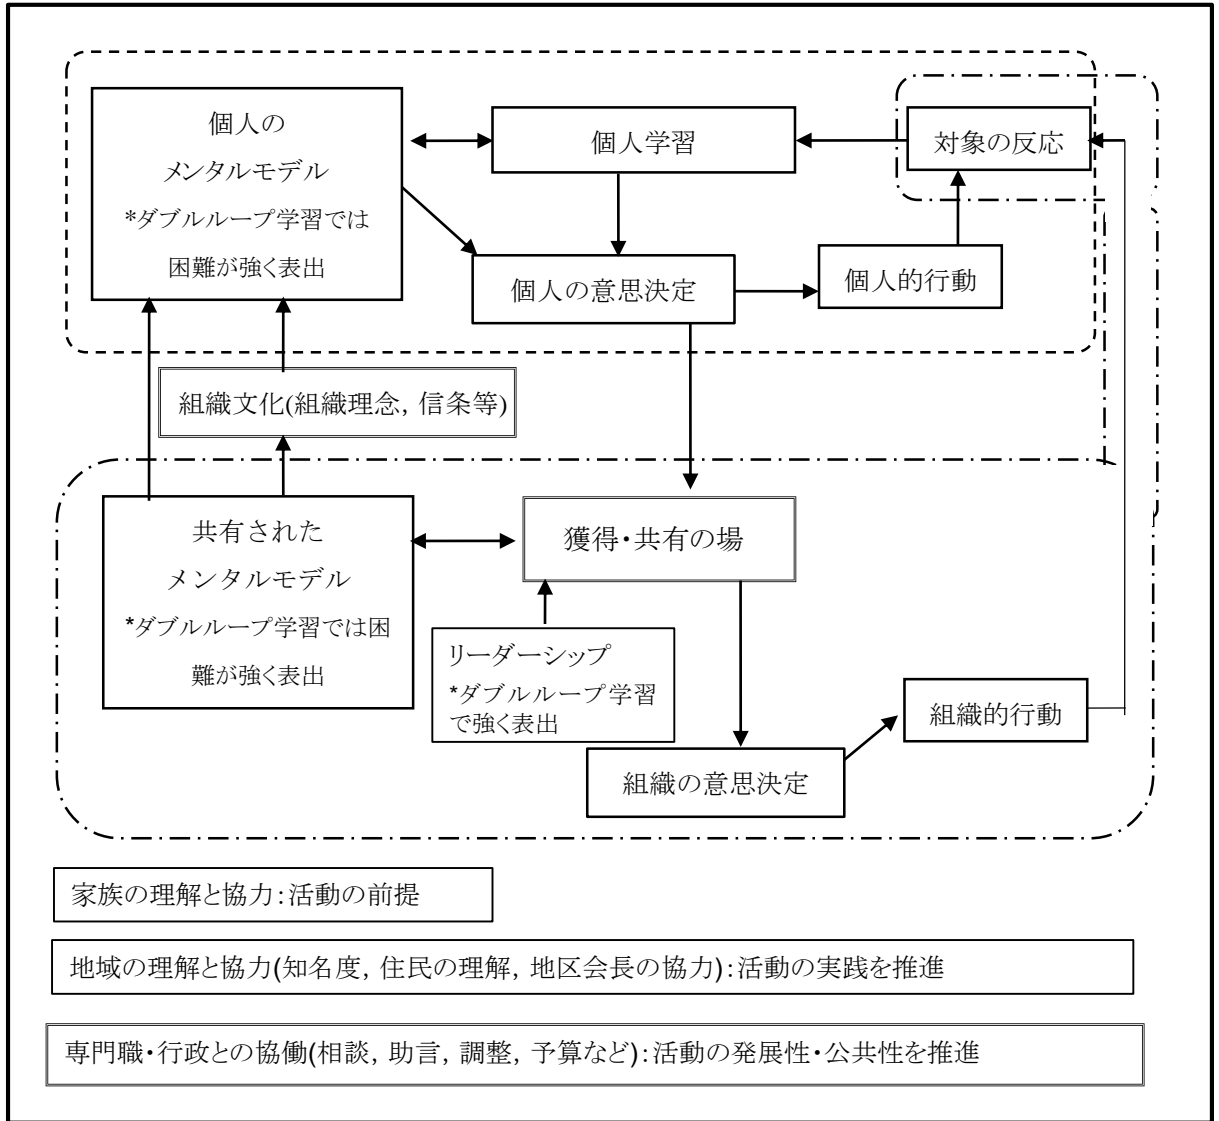 個人の
メンタルモデル
*ダブルループ学習では
困難が強く表出
個人学習
対象の反応
個人の意思決定
個人的行動
組織文化(組織理念, 信条等)
共有された
メンタルモデル
*ダブルループ学習では困
難が強く表出
獲得・共有の場
リーダーシップ
*ダブルループ学習
で強く表出
組織的行動
組織の意思決定
家族の理解と協力:活動の前提
地域の理解と協力(知名度, 住民の理解, 地区会長の協力):活動の実践を推進
専門職・行政との協働(相談, 助言, 調整, 予算など):活動の発展性・公共性を推進